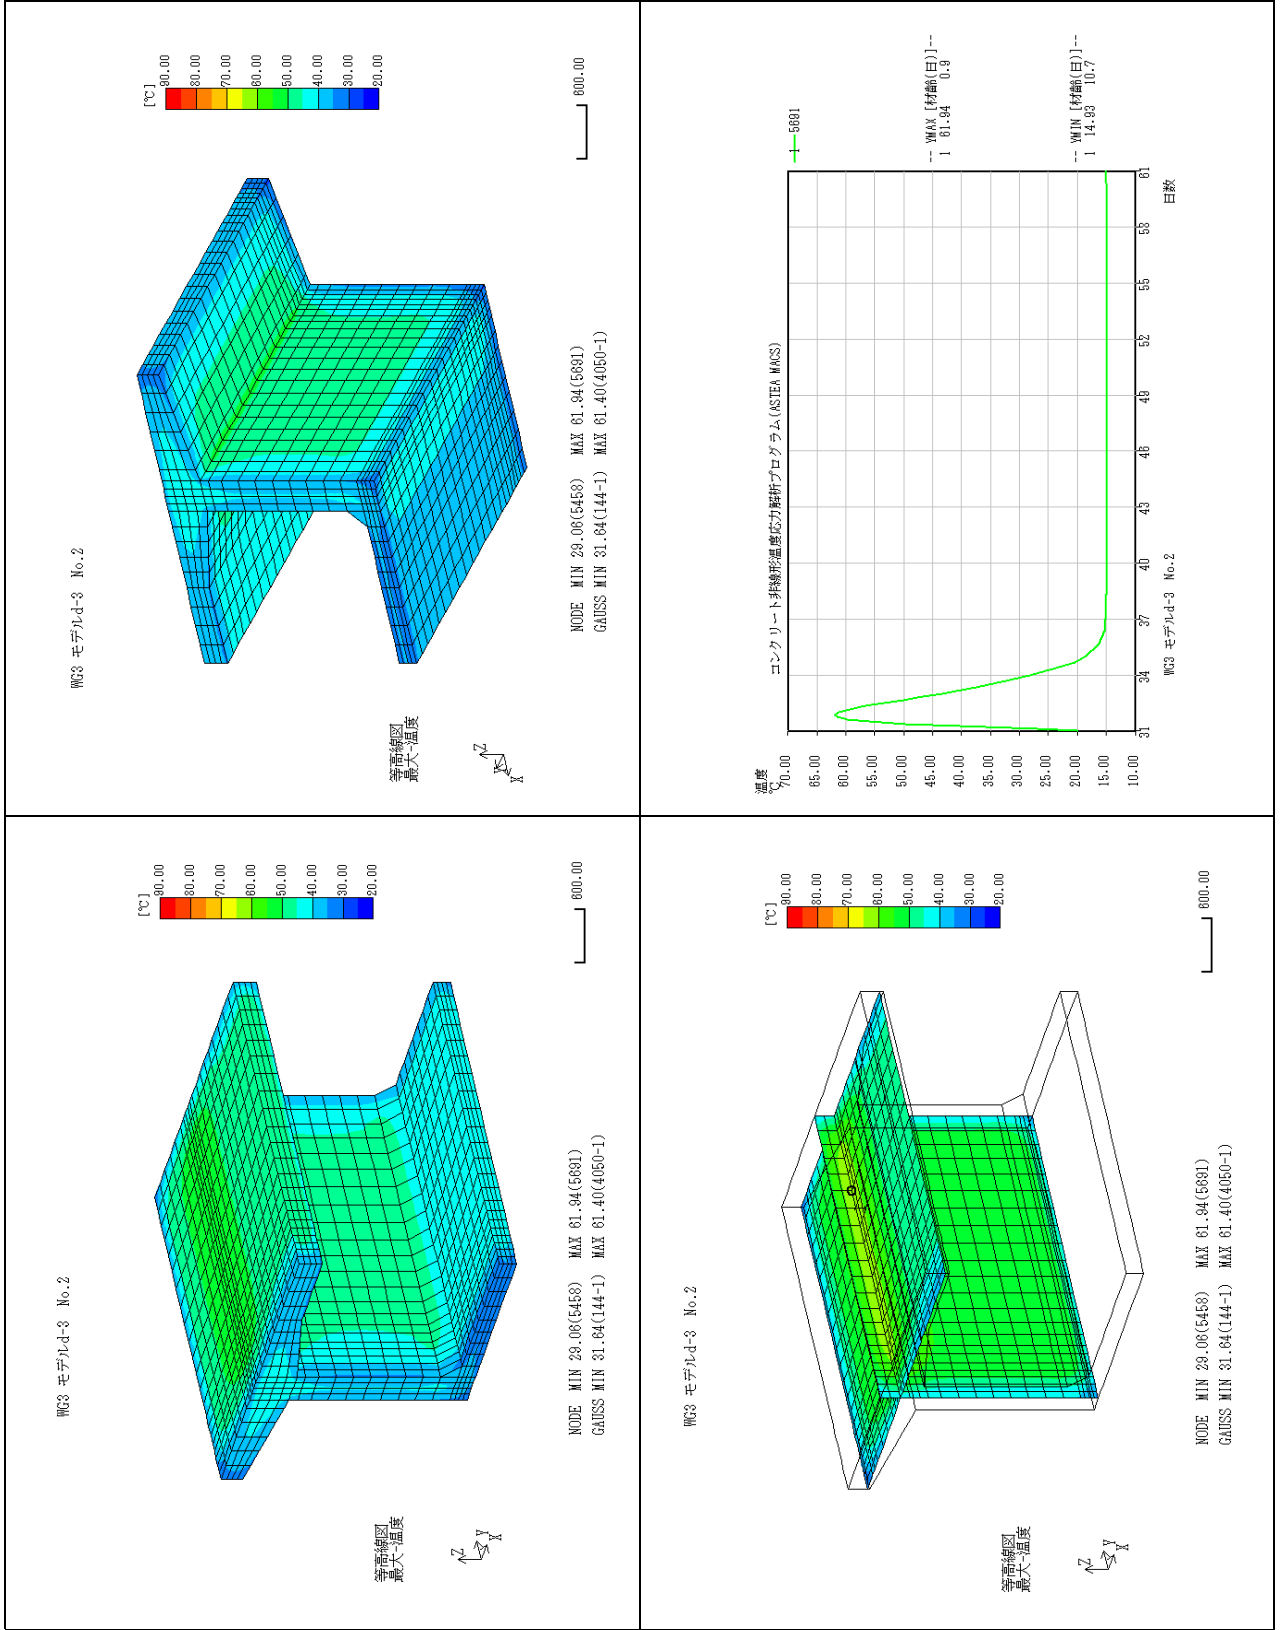 WG3 モデルd-3 No.2
[℃]
90.00
80.00
70.00
60.00
50.00
40.00
30.00
20.00
600.00
等高線図
最大-温度
Z
Y
X
NODE MIN 29.06(5458) MAX 61.94(5691)
GAUSS MIN 31.64(144-1) MAX 61.40(4050-1)
コンクリート非線形温度応力解析プログラム(ASTEA MACS)
温度
℃
70.00
65.00
60.00
55.00
50.00
45.00
40.00
35.00
30.00
25.00
20.00
15.00
10.00
31
34
37
40
43
46
49
52
55
58
61
日数
1 5691
-- YMAX [材齢(日)]--
1 61.94 0.9
-- YMIN [材齢(日)]--
1 14.93 10.7
WG3 モデルd-3 No.2
WG3 モデルd-3 No.2
[℃]
90.00
80.00
70.00
60.00
50.00
40.00
30.00
20.00
600.00
等高線図
最大-温度
Z
Y
X
NODE MIN 29.06(5458) MAX 61.94(5691)
GAUSS MIN 31.64(144-1) MAX 61.40(4050-1)
WG3 モデルd-3 No.2
[℃]
90.00
80.00
70.00
60.00
50.00
40.00
30.00
20.00
600.00
等高線図
最大-温度
Z
Y
X
NODE MIN 29.06(5458) MAX 61.94(5691)
GAUSS MIN 31.64(144-1) MAX 61.40(4050-1)